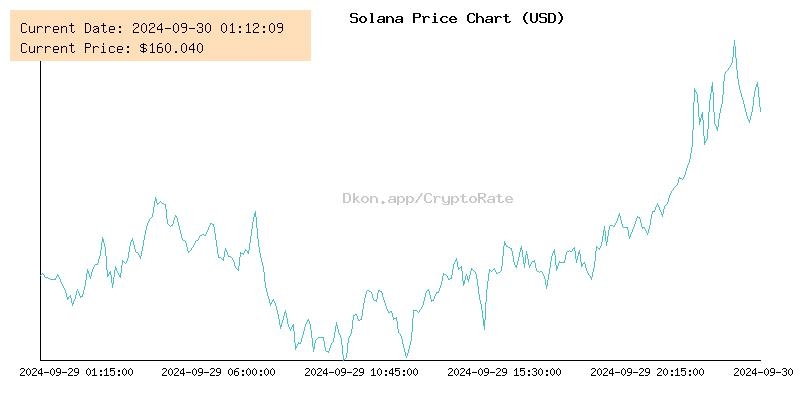 Solana Price Chart (USD)
Current Date: 2024-09-30 01:12:09
Current Price: $160.040
Dkon.app/CryptoRate
2024-09-29 01:15:00 2024-09-29 06:00:00 2024-09-29 10:45:00 2024-09-29 15:30:00 2024-09-29 20:15:00 2024-09-30